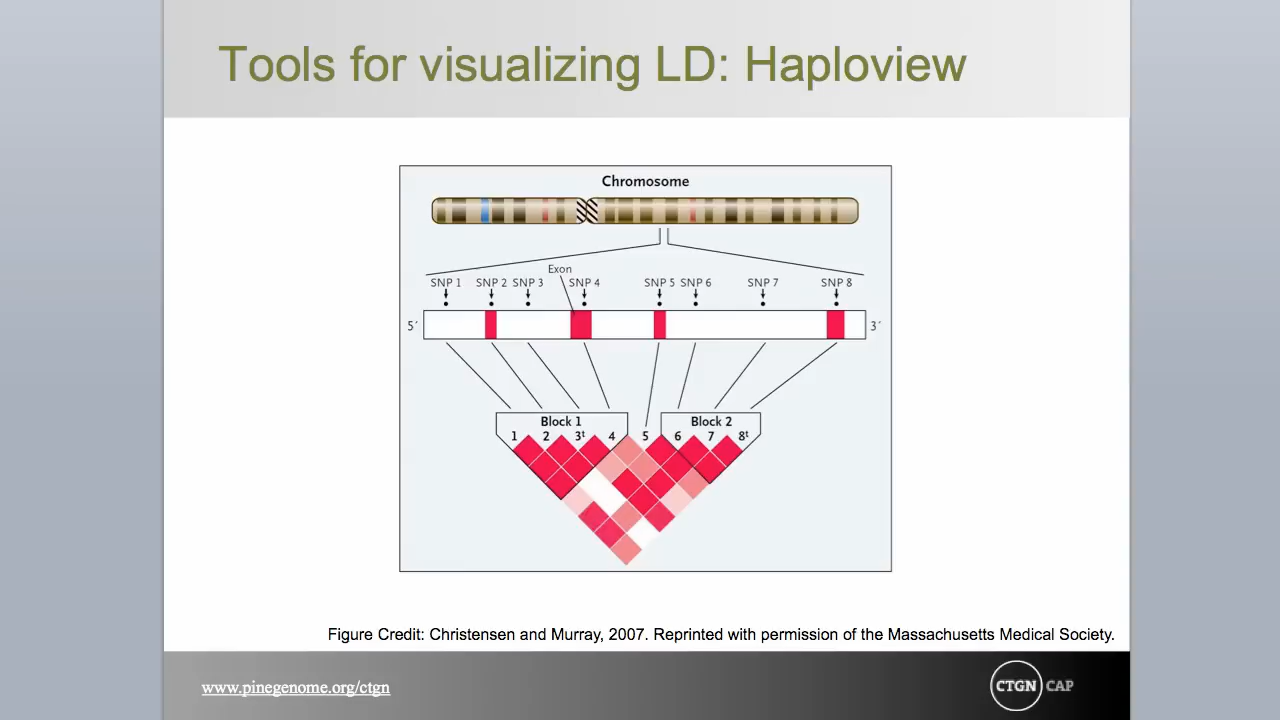 Tools for visualizing LD: Haploview
Chromosome
Exon
SNP 1 SNP 2 SNP 3 SNP 4 SNP 5 SNP 6 SNP 7 SNP 8
5′ 3′
Block 1 Block 2
1 2 3t 4 5 6 7 8t
Figure Credit: Christensen and Murray, 2007. Reprinted with permission of the Massachusetts Medical Society.
www.pinegenome.org/ctgn
CTGN CAP